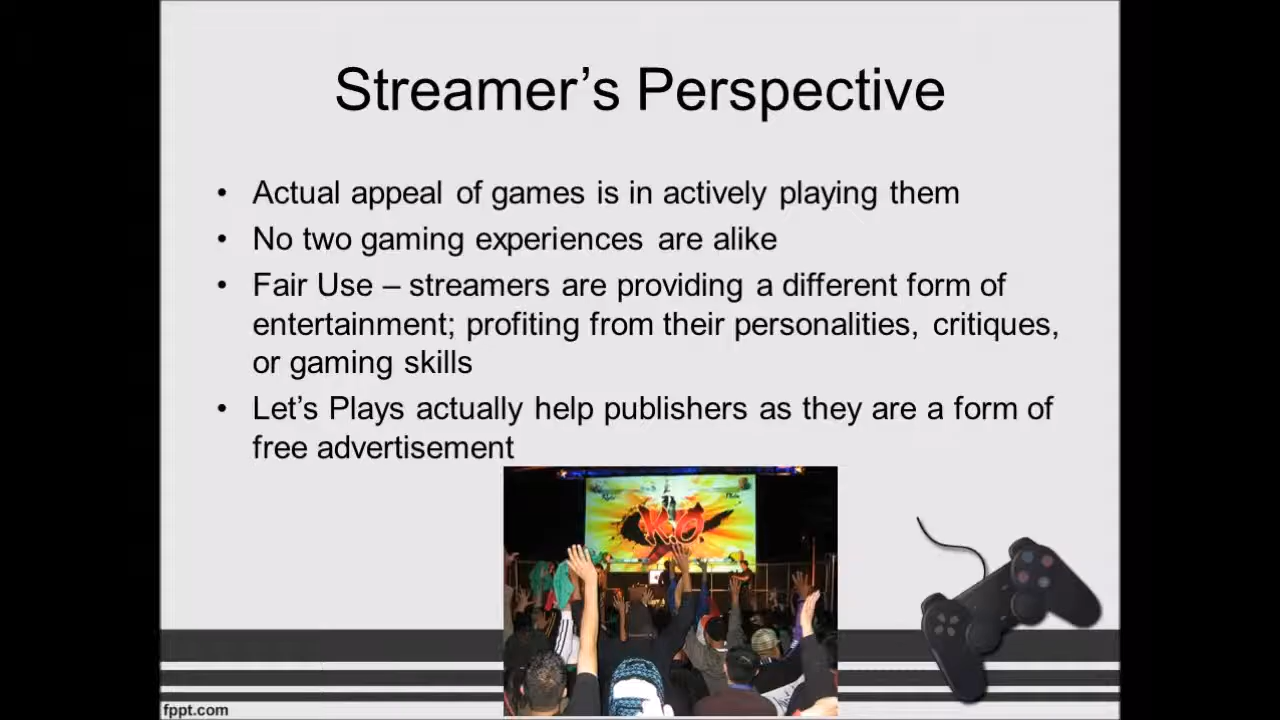 Streamer’s Perspective
• Actual appeal of games is in actively playing them
• No two gaming experiences are alike
• Fair Use – streamers are providing a different form of
entertainment; profiting from their personalities, critiques,
or gaming skills
• Let’s Plays actually help publishers as they are a form of
free advertisement
K.O.
fppt.com